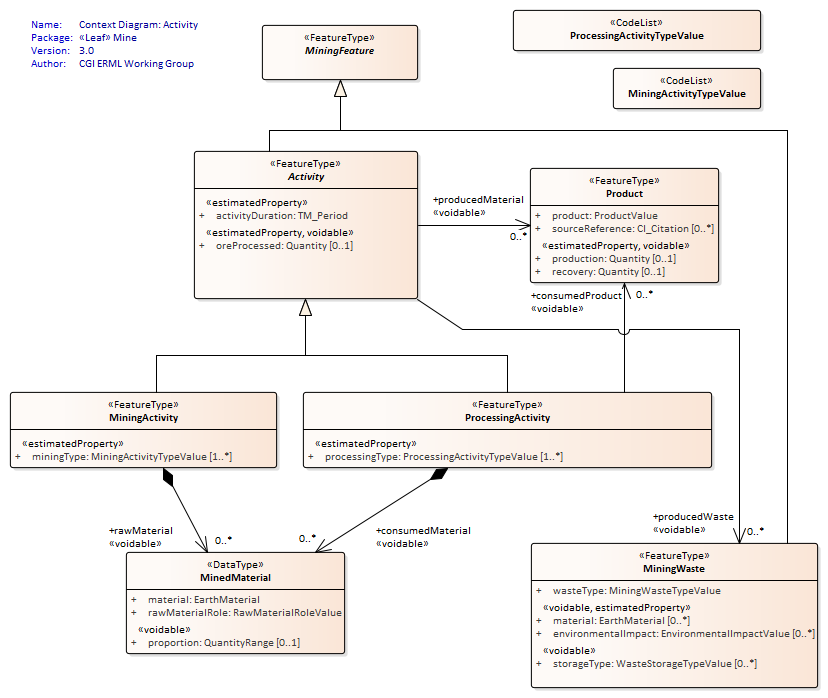 Name: Context Diagram: Activity
Package: «Leaf» Mine
Version: 3.0
Author: CGI ERML Working Group
«FeatureType»
MiningFeature
«CodeList»
ProcessingActivityTypeValue
«CodeList»
MiningActivityTypeValue
«FeatureType»
Activity
«estimatedProperty»
+ activityDuration: TM_Period
«estimatedProperty, voidable»
+ oreProcessed: Quantity [0..1]
+producedMaterial
«voidable»
0..*
«FeatureType»
Product
+ product: ProductValue
+ sourceReference: CI_Citation [0..*]
«estimatedProperty, voidable»
+ production: Quantity [0..1]
+ recovery: Quantity [0..1]
+consumedProduct
«voidable»
0..*
«FeatureType»
MiningActivity
«estimatedProperty»
+ miningType: MiningActivityTypeValue [1..*]
«FeatureType»
ProcessingActivity
«estimatedProperty»
+ processingType: ProcessingActivityTypeValue [1..*]
+rawMaterial
«voidable»
0..*
0..*
+consumedMaterial
«voidable»
+producedWaste
«voidable»
0..*
«DataType»
MinedMaterial
+ material: EarthMaterial
+ rawMaterialRole: RawMaterialRoleValue
«voidable»
+ proportion: QuantityRange [0..1]
«FeatureType»
MiningWaste
+ wasteType: MiningWasteTypeValue
«voidable, estimatedProperty»
+ material: EarthMaterial [0..*]
+ environmentalImpact: EnvironmentalImpactValue [0..*]
«voidable»
+ storageType: WasteStorageTypeValue [0..*]